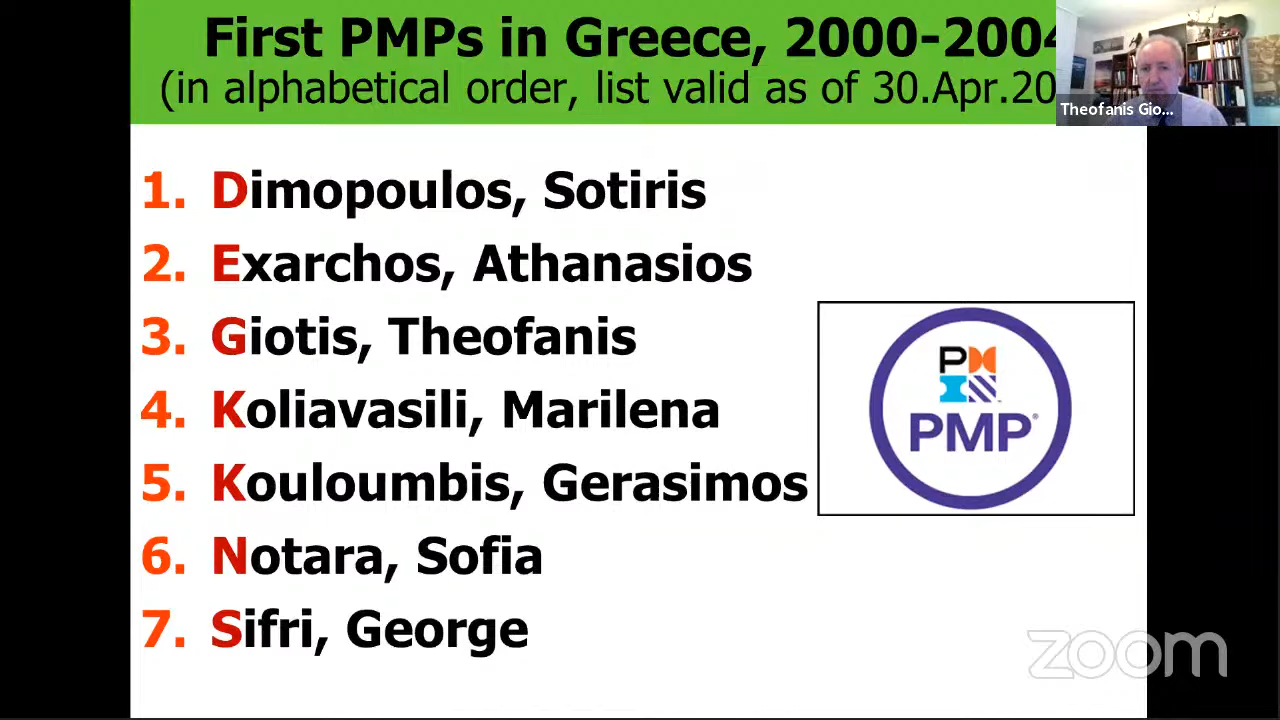 First PMPs in Greece, 2000-2004
(in alphabetical order, list valid as of 30.Apr.20
Theofanis Gio...
1. Dimopoulos, Sotiris
2. Exarchos, Athanasios
3. Giotis, Theofanis
4. Koliavasili, Marilena
5. Kouloumbis, Gerasimos
6. Notara, Sofia
7. Sifri, George
PMP®
zoom